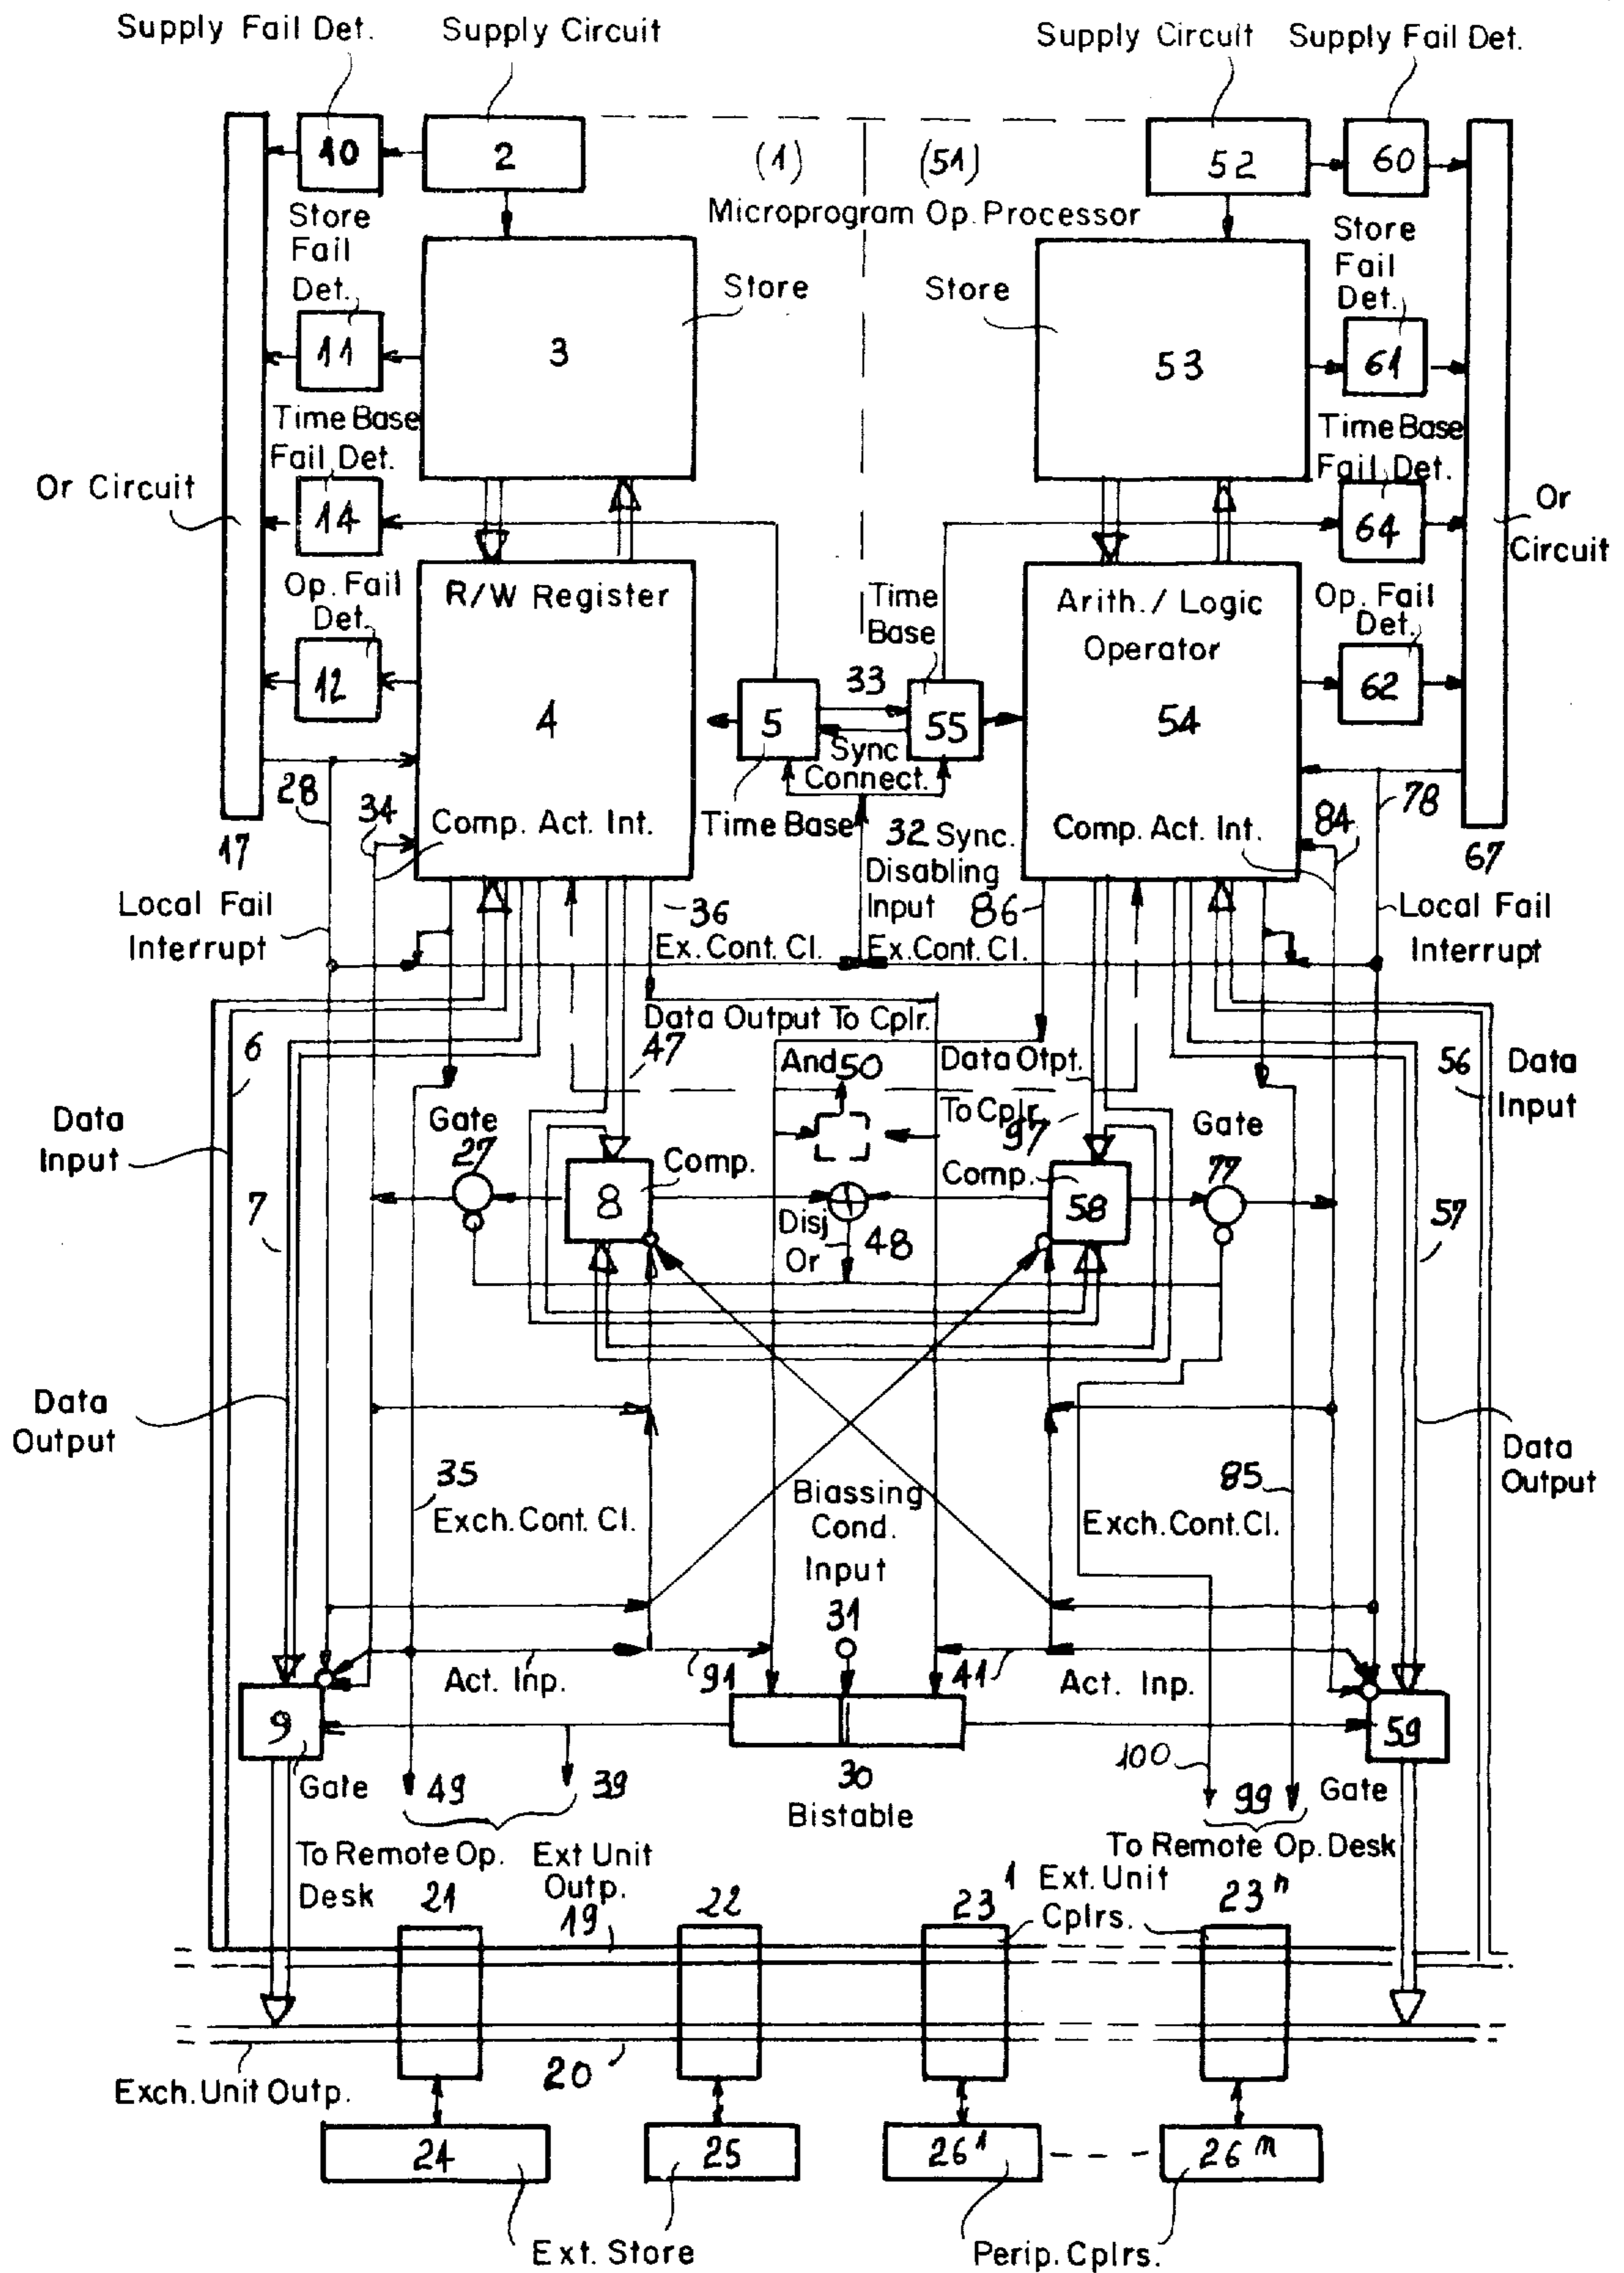 Supply Fail Det.
Supply Circuit
Supply Circuit
Supply Fail Det.
10
2
(1)
(51)
52
60
Microprogram Op. Processor
Store
Fail
Det.
Store
Fail
Det.
Store
Store
11
3
53
61
Time Base
Fail Det.
Time Base
Fail Det.
Or Circuit
14
64
Or
Circuit
Op. Fail
Det.
R/W Register
Time
Base
Arith. / Logic
Operator
Op. Fail
Det.
12
4
5
33
55
54
62
Sync
Connect.
28
34
78
Comp. Act. Int.
Time Base
32 Sync.
Disabling
Input
Comp. Act. Int.
84
17
67
Local Fail
Interrupt
36
86
Local Fail
Interrupt
Ex. Cont. Cl.
Ex. Cont. Cl.
Data Output To Cplr.
6
47
And 50
Data Otpt.
To Cplr.
97
56
Data
Input
Data
Input
Gate
27
Gate
77
Comp.
Comp.
8
58
7
Disj
Or
48
57
Data
Output
Data
Output
35
Exch. Cont. Cl.
Biassing
Cond.
Input
31
85
Exch. Cont. Cl.
Act. Inp.
91
41
Act. Inp.
9
59
Gate
49
39
30
Bistable
100
99
Gate
To Remote Op.
Desk
Ext Unit
Outp.
19
To Remote Op. Desk
21
22
23 1
Ext. Unit
Cplrs.
23 n
Exch. Unit Outp.
20
24
25
26 1
26 n
Ext. Store
Perip. Cplrs.